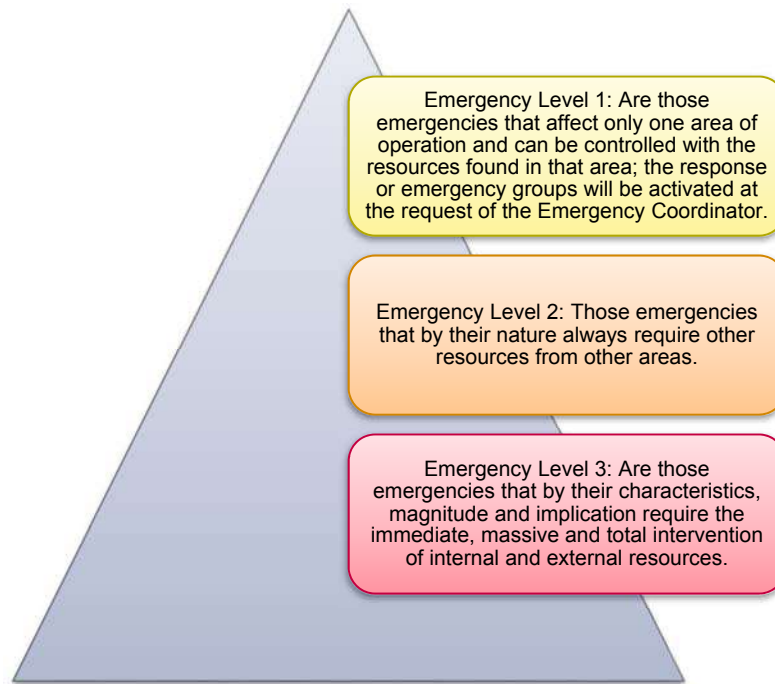 Emergency Level 1: Are those
emergencies that affect only one area of
operation and can be controlled with the
resources found in that area; the response
or emergency groups will be activated at
the request of the Emergency Coordinator.
Emergency Level 2: Those emergencies
that by their nature always require other
resources from other areas.
Emergency Level 3: Are those
emergencies that by their characteristics,
magnitude and implication require the
immediate, massive and total intervention
of internal and external resources.